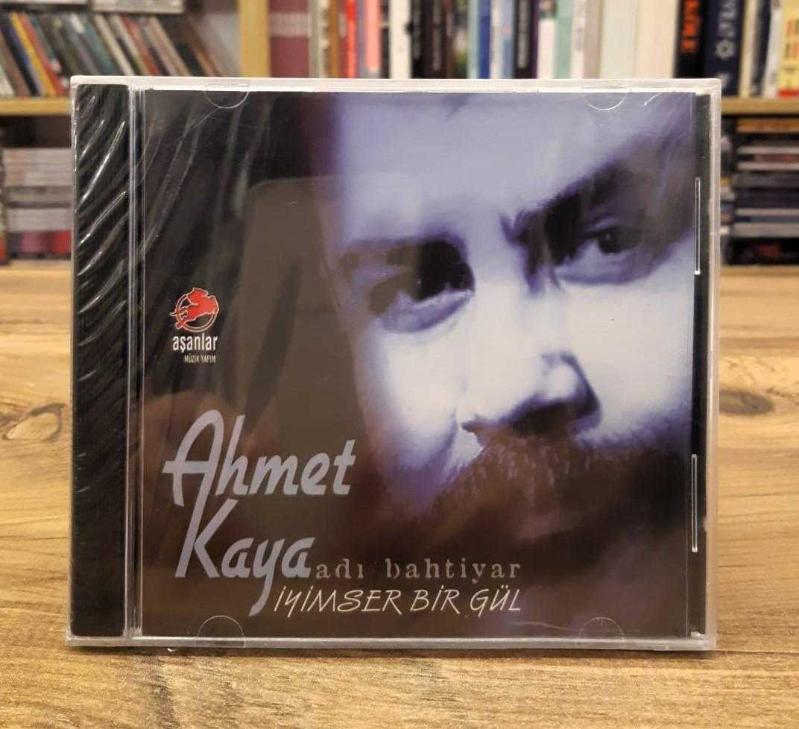 aşanlar
MÜZİK YAPIM
Ahmet
Kaya
adı bahtiyar
İYİMSER BİR GÜL